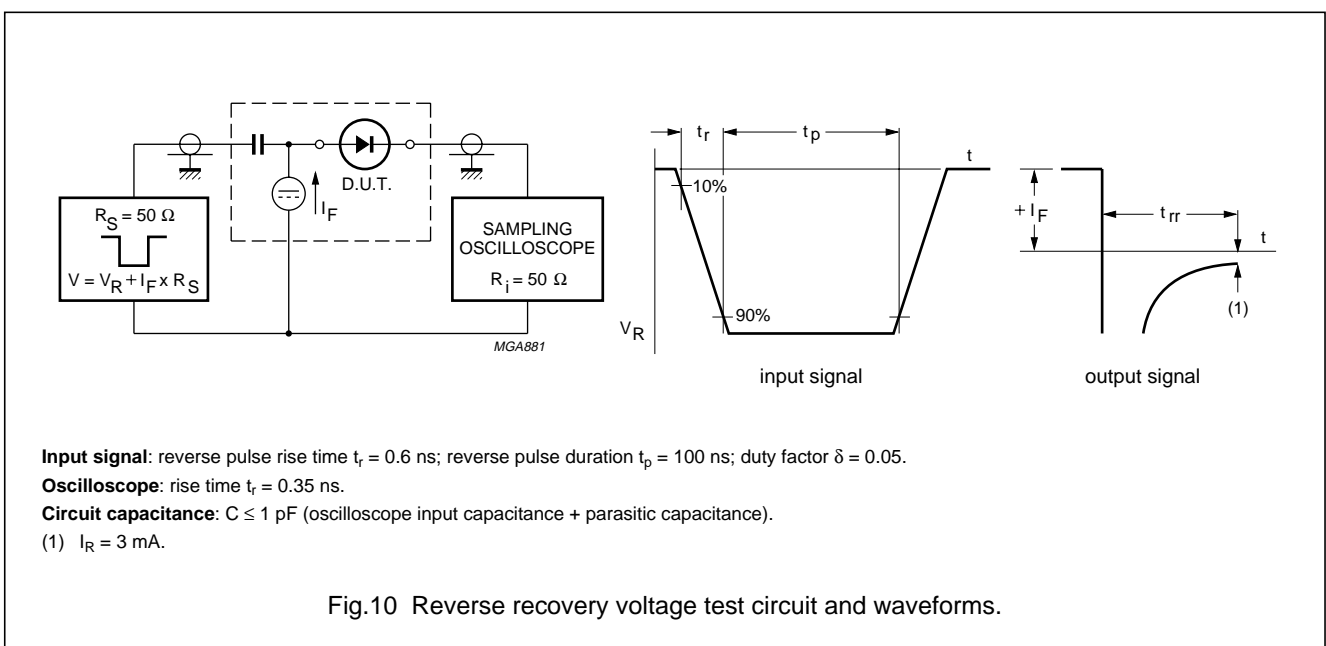 R_S = 50 Ω
V = V_R + I_F x R_S
I_F
D.U.T.
SAMPLING
OSCILLOSCOPE
R_i = 50 Ω
MGA881
t_r
t_p
t
10%
90%
V_R
input signal
+ I_F
t_rr
t
(1)
output signal
Input signal: reverse pulse rise time t_r = 0.6 ns; reverse pulse duration t_p = 100 ns; duty factor δ = 0.05.
Oscilloscope: rise time t_r = 0.35 ns.
Circuit capacitance: C ≤ 1 pF (oscilloscope input capacitance + parasitic capacitance).
(1) I_R = 3 mA.
Fig.10 Reverse recovery voltage test circuit and waveforms.